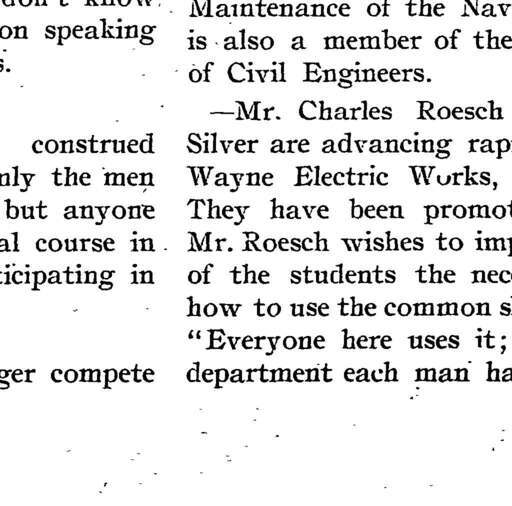 don't know
on speaking
s.
construed
nly the men
but anyone
al course in
ticipating in
ger compete
Maintenance of the Nav
is also a member of the
of Civil Engineers.
—Mr. Charles Roesch
Silver are advancing rap
Wayne Electric Works,
They have been promot
Mr. Roesch wishes to imp
of the students the nec
how to use the common s
"Everyone here uses it;
department each man ha